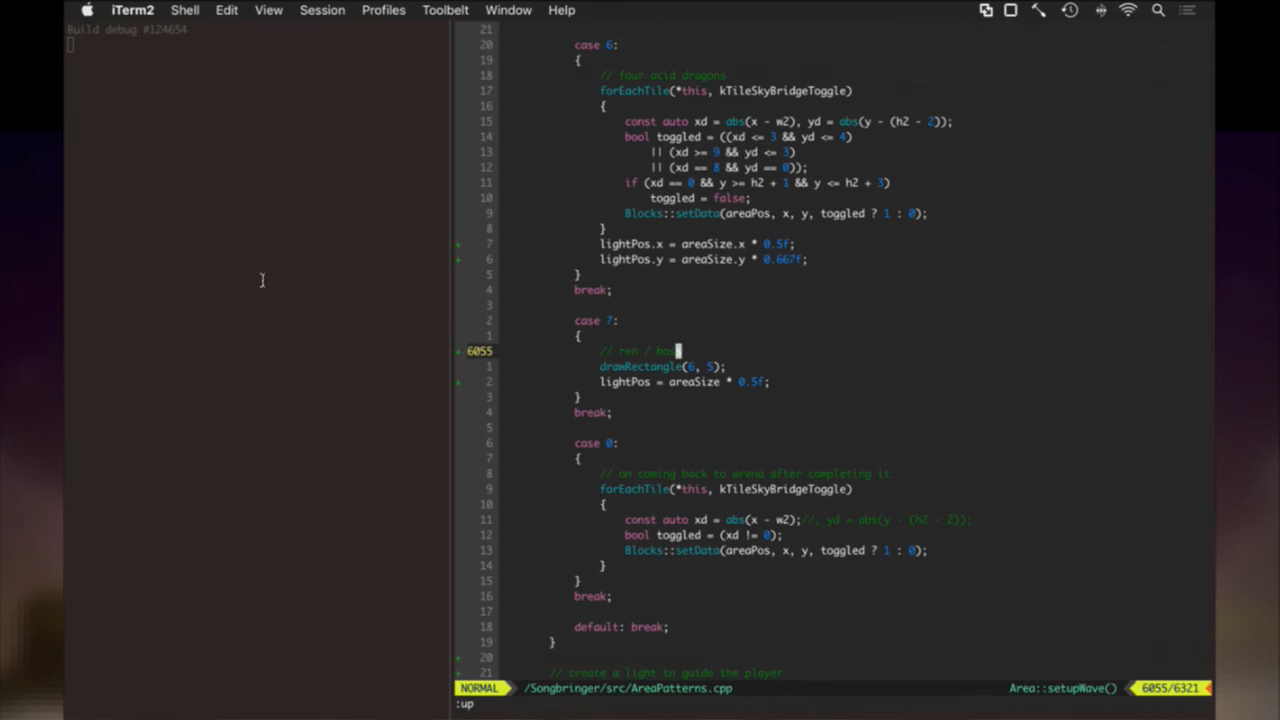 iTerm2 Shell Edit View Session Profiles Toolbelt Window Help
Build debug #124654
21
20 case 6:
19 {
18 // four acid dragons
17 forEachTile(*this, kTileSkyBridgeToggle)
16 {
15 const auto xd = abs(x - w2), yd = abs(y - (h2 - 2));
14 bool toggled = ((xd <= 3 && yd <= 4)
13 || (xd >= 9 && yd <= 3)
12 || (xd == 8 && yd == 0));
11 if (xd == 0 && y >= h2 + 1 && y <= h2 + 3)
10 toggled = false;
9 Blocks::setData(areaPos, x, y, toggled ? 1 : 0);
8 }
+ 7 lightPos.x = areaSize.x * 0.5f;
+ 6 lightPos.y = areaSize.y * 0.667f;
5 }
4 break;
3
2 case 7:
1 {
+ 6055 // ren / bos
1 drawRectangle(6, 5);
+ 2 lightPos = areaSize * 0.5f;
3 }
4 break;
5
6 case 0:
7 {
8 // on coming back to arena after completing it
9 forEachTile(*this, kTileSkyBridgeToggle)
10 {
11 const auto xd = abs(x - w2);//, yd = abs(y - (h2 - 2));
12 bool toggled = (xd != 0);
13 Blocks::setData(areaPos, x, y, toggled ? 1 : 0);
14 }
15 }
16 break;
17
18 default: break;
19 }
+ 20
+ 21 // create a light to guide the player
NORMAL /Songbringer/src/AreaPatterns.cpp Area::setupWave() 6055/6321
:up